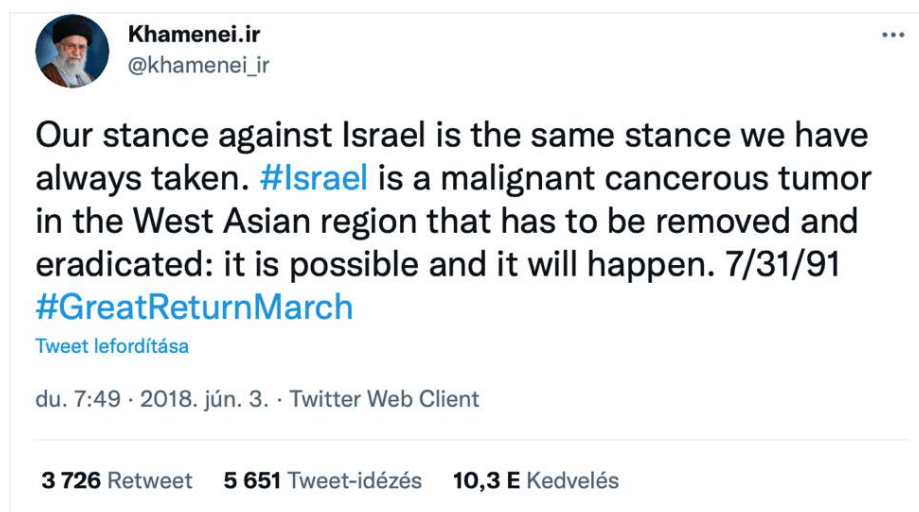 Khamenei.ir
@khamenei_ir
Our stance against Israel is the same stance we have
always taken. #Israel is a malignant cancerous tumor
in the West Asian region that has to be removed and
eradicated: it is possible and it will happen. 7/31/91
#GreatReturnMarch
Tweet lefordítása
du. 7:49 · 2018. jún. 3. · Twitter Web Client
3 726 Retweet 5 651 Tweet-idézés 10,3 E Kedvelés